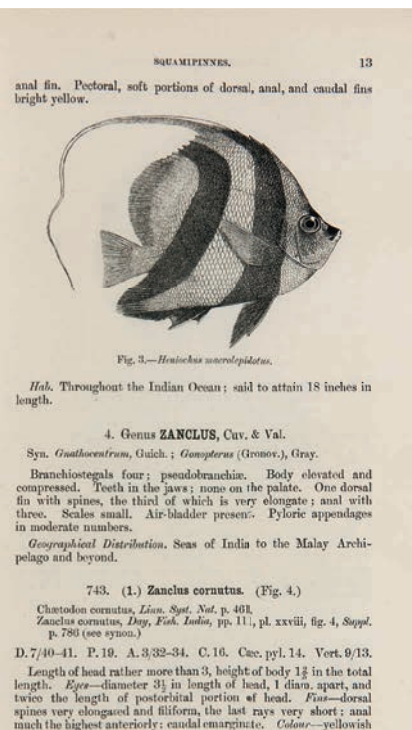 SQUAMIPINNES. 13
anal fin. Pectoral, soft portions of dorsal, anal, and caudal fins
bright yellow.
Fig. 3.—Heniochus macrolepidotus.
Hab. Throughout the Indian Ocean; said to attain 18 inches in
length.
4. Genus ZANCLUS, Cuv. & Val.
Syn. Gnathocentrum, Guich.; Gonopterus (Gronov.), Gray.
Branchiostegals four; pseudobranchiæ. Body elevated and
compressed. Teeth in the jaws; none on the palate. One dorsal
fin with spines, the third of which is very elongate; anal with
three. Scales small. Air-bladder present. Pyloric appendages
in moderate numbers.
Geographical Distribution. Seas of India to the Malay Archi-
pelago and beyond.
743. (1.) Zanclus cornutus. (Fig. 4.)
Chætodon cornutus, Linn. Syst. Nat. p. 461.
Zanclus cornutus, Day, Fish. India, pp. 111, pl. xxviii, fig. 4, Suppl.
p. 786 (see synon.)
D. 7/40-41. P. 19. A. 3/32-34. C. 16. Cæc. pyl. 14. Vert. 9/13.
Length of head rather more than 3, height of body 1⅔ in the total
length. Eyes—diameter 3½ in length of head, 1 diam. apart, and
twice the length of postorbital portion of head. Fins—dorsal
spines very elongated and filiform, the last rays very short; anal
much the highest anteriorly; caudal emarginate. Colour—yellowish